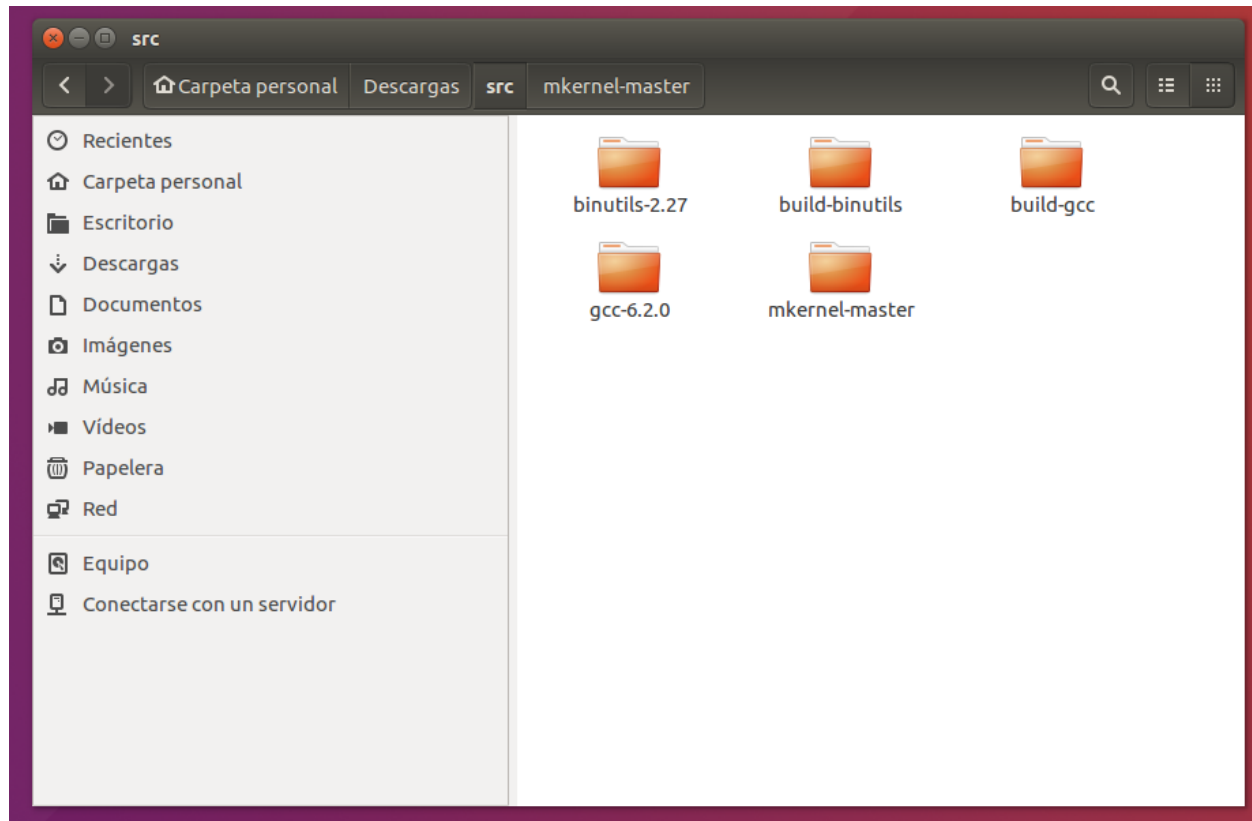 src
Carpeta personal Descargas src mkernel-master
Recientes
Carpeta personal
Escritorio
Descargas
Documentos
Imágenes
Música
Vídeos
Papelera
Red
Equipo
Conectarse con un servidor
binutils-2.27 build-binutils build-gcc
gcc-6.2.0 mkernel-master